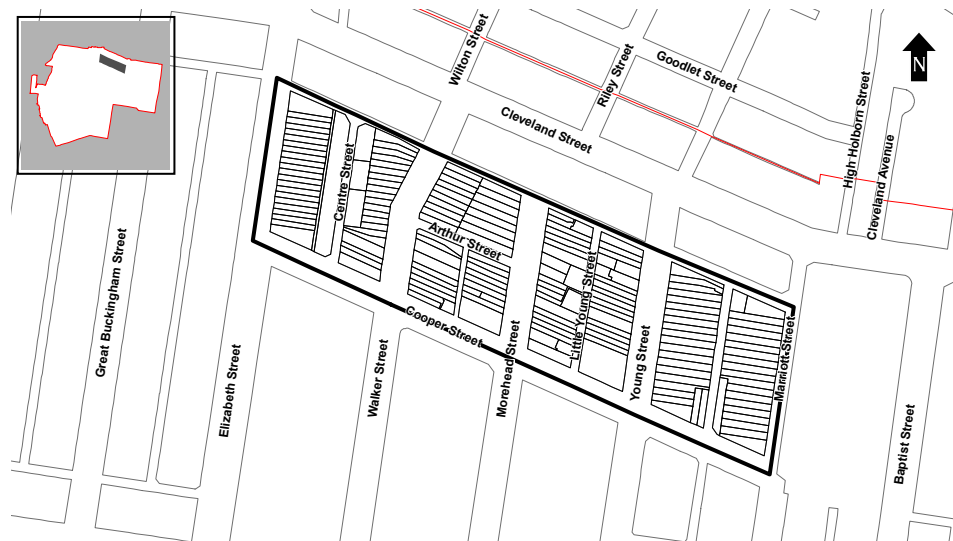 Wilton Street
Riley Street
Goodlet Street
N
Cleveland Street
High Holborn Street
Cleveland Avenue
Centre Street
Arthur Street
Great Buckingham Street
Little Young Street
Cooper Street
Elizabeth Street
Walker Street
Morehead Street
Young Street
Marriott Street
Baptist Street